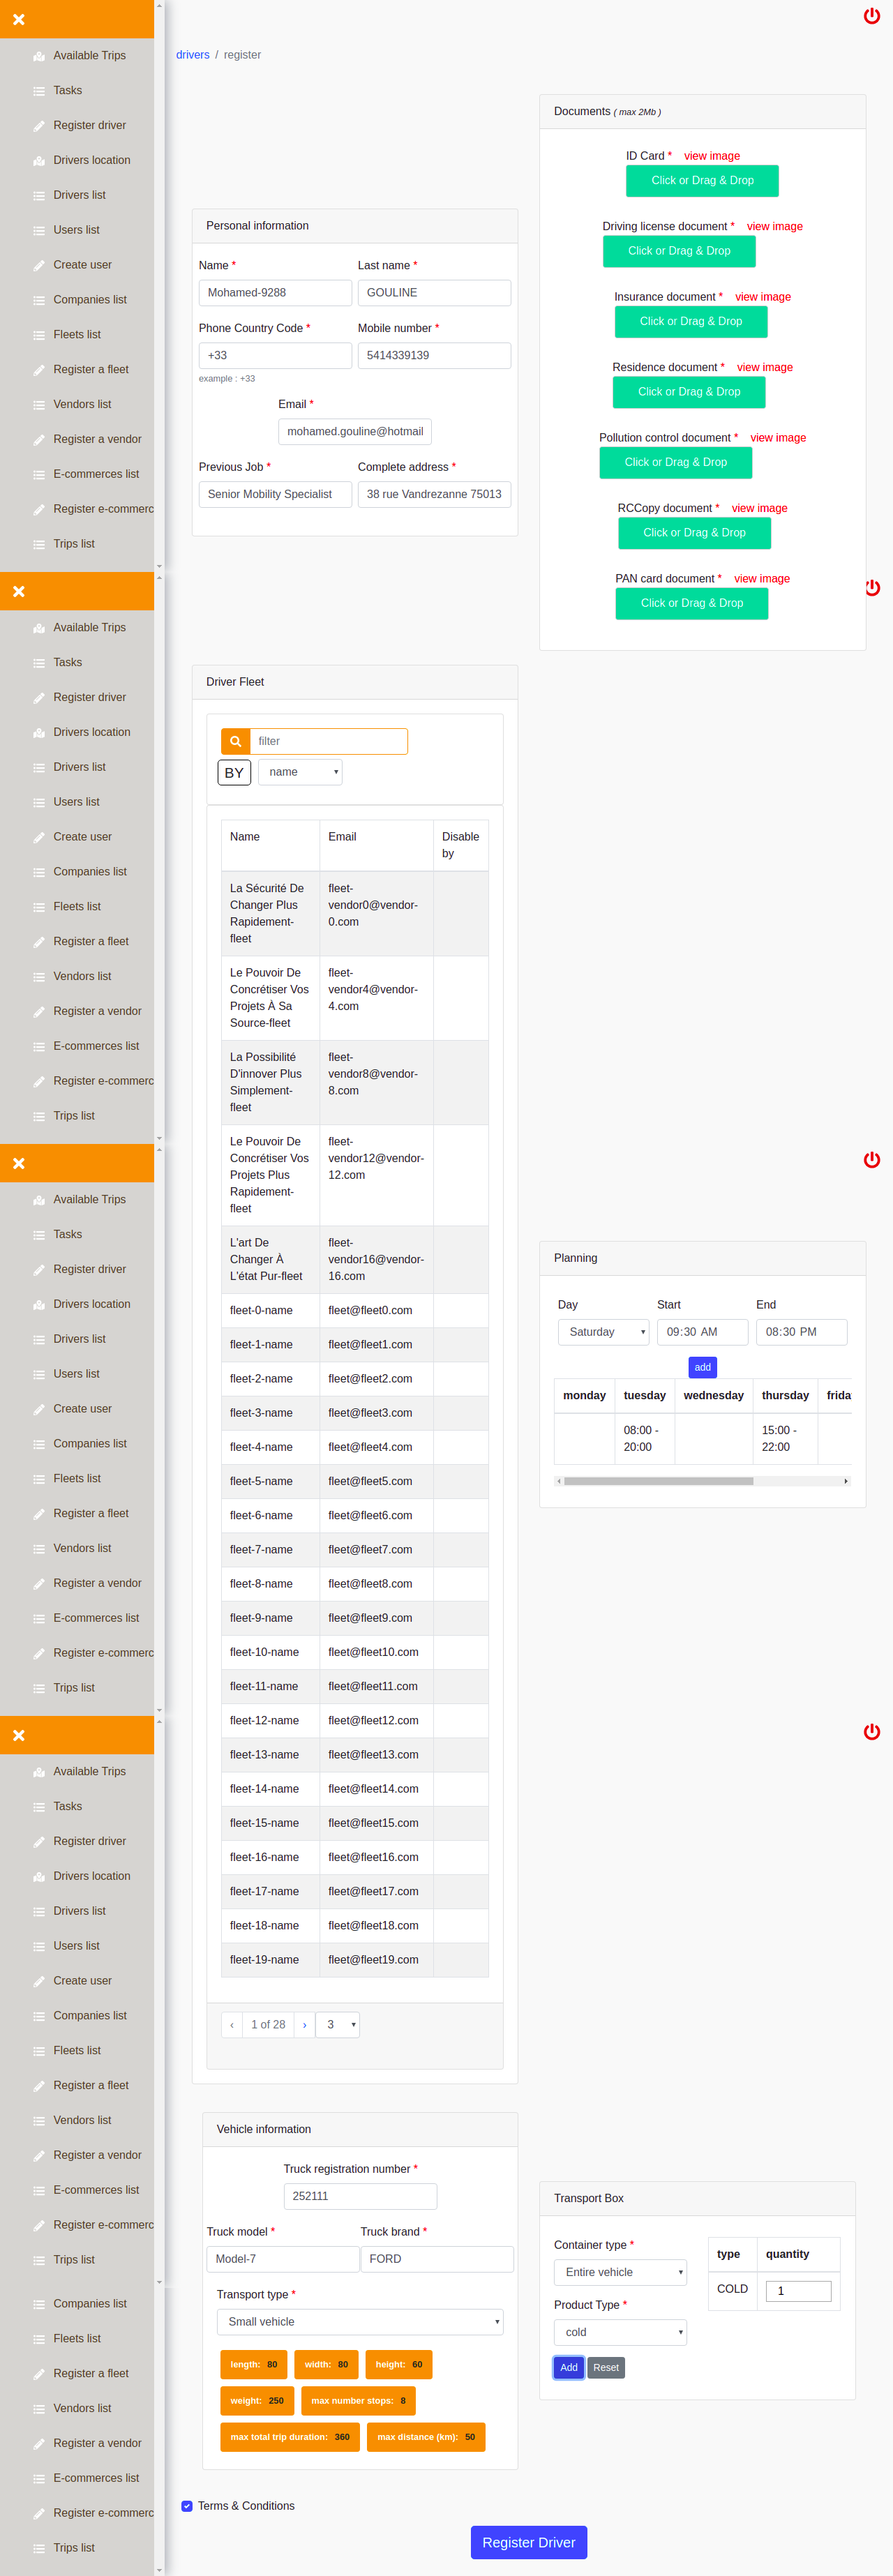 Available Trips
Tasks
Register driver
Drivers location
Drivers list
Users list
Create user
Companies list
Fleets list
Register a fleet
Vendors list
Register a vendor
E-commerces list
Register e-commerc
Trips list
Available Trips
Tasks
Register driver
Drivers location
Drivers list
Users list
Create user
Companies list
Fleets list
Register a fleet
Vendors list
Register a vendor
E-commerces list
Register e-commerc
Trips list
Available Trips
Tasks
Register driver
Drivers location
Drivers list
Users list
Create user
Companies list
Fleets list
Register a fleet
Vendors list
Register a vendor
E-commerces list
Register e-commerc
Trips list
Available Trips
Tasks
Register driver
Drivers location
Drivers list
Users list
Create user
Companies list
Fleets list
Register a fleet
Vendors list
Register a vendor
E-commerces list
Register e-commerc
Trips list
Companies list
Fleets list
Register a fleet
Vendors list
Register a vendor
E-commerces list
Register e-commerc
Trips list
drivers / register
Personal information
Name * Last name *
Mohamed-9288 GOULINE
Phone Country Code * Mobile number *
+33 5414339139
example : +33
Email *
mohamed.gouline@hotmail
Previous Job * Complete address *
Senior Mobility Specialist 38 rue Vandrezanne 75013
Documents ( max 2Mb )
ID Card * view image
Click or Drag & Drop
Driving license document * view image
Click or Drag & Drop
Insurance document * view image
Click or Drag & Drop
Residence document * view image
Click or Drag & Drop
Pollution control document * view image
Click or Drag & Drop
RCCopy document * view image
Click or Drag & Drop
PAN card document * view image
Click or Drag & Drop
Driver Fleet
filter
BY name
Name Email Disable
by
La Sécurité De fleet-
Changer Plus vendor0@vendor-
Rapidement- 0.com
fleet
Le Pouvoir De fleet-
Concrétiser Vos vendor4@vendor-
Projets À Sa 4.com
Source-fleet
La Possibilité fleet-
D'innover Plus vendor8@vendor-
Simplement- 8.com
fleet
Le Pouvoir De fleet-
Concrétiser Vos vendor12@vendor-
Projets Plus 12.com
Rapidement-
fleet
L'art De fleet-
Changer À vendor16@vendor-
L'état Pur-fleet 16.com
fleet-0-name fleet@fleet0.com
fleet-1-name fleet@fleet1.com
fleet-2-name fleet@fleet2.com
fleet-3-name fleet@fleet3.com
fleet-4-name fleet@fleet4.com
fleet-5-name fleet@fleet5.com
fleet-6-name fleet@fleet6.com
fleet-7-name fleet@fleet7.com
fleet-8-name fleet@fleet8.com
fleet-9-name fleet@fleet9.com
fleet-10-name fleet@fleet10.com
fleet-11-name fleet@fleet11.com
fleet-12-name fleet@fleet12.com
fleet-13-name fleet@fleet13.com
fleet-14-name fleet@fleet14.com
fleet-15-name fleet@fleet15.com
fleet-16-name fleet@fleet16.com
fleet-17-name fleet@fleet17.com
fleet-18-name fleet@fleet18.com
fleet-19-name fleet@fleet19.com
‹ 1 of 28 › 3
Planning
Day Start End
Saturday 09:30 AM 08:30 PM
add
monday tuesday wednesday thursday frida
08:00 - 15:00 -
20:00 22:00
Vehicle information
Truck registration number *
252111
Truck model * Truck brand *
Model-7 FORD
Transport type *
Small vehicle
length: 80 width: 80 height: 60
weight: 250 max number stops: 8
max total trip duration: 360 max distance (km): 50
Transport Box
Container type * type quantity
Entire vehicle COLD 1
Product Type *
cold
Add Reset
Terms & Conditions
Register Driver